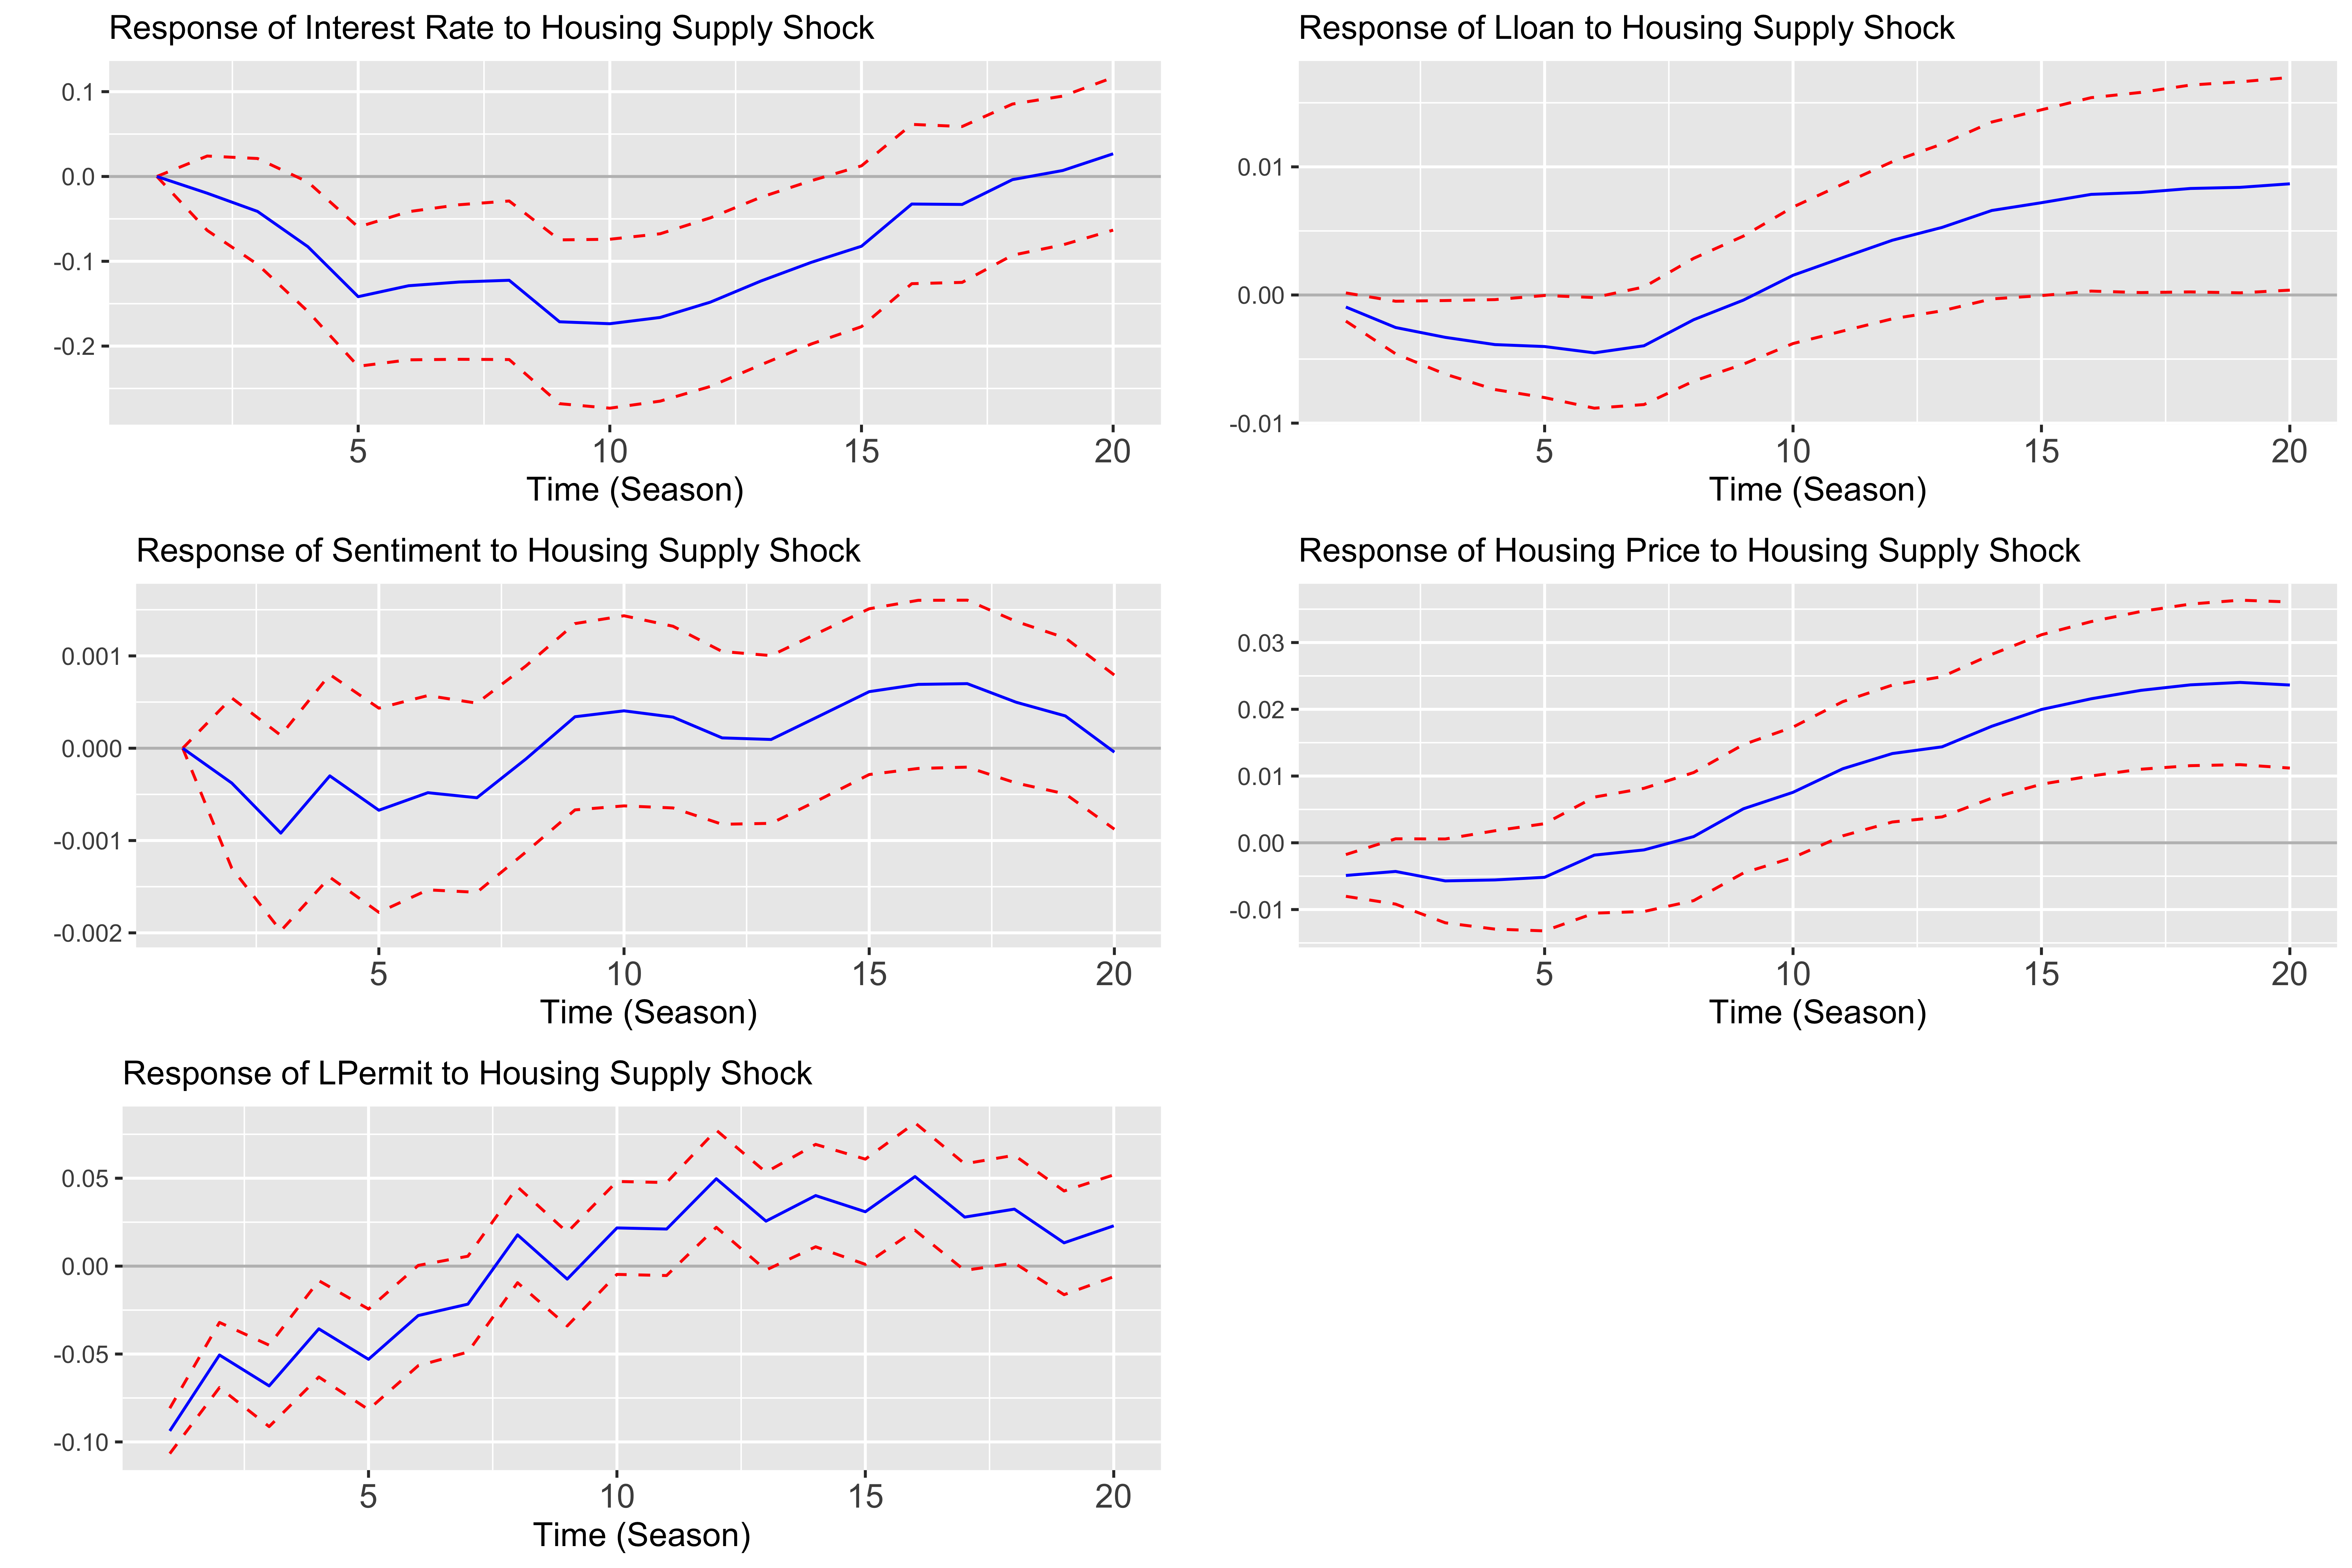 Response of Interest Rate to Housing Supply Shock
0.1
0.0
-0.1
-0.2
5 10 15 20
Time (Season)
Response of Lloan to Housing Supply Shock
0.01
0.00
-0.01
5 10 15 20
Time (Season)
Response of Sentiment to Housing Supply Shock
0.001
0.000
-0.001
-0.002
5 10 15 20
Time (Season)
Response of Housing Price to Housing Supply Shock
0.03
0.02
0.01
0.00
-0.01
5 10 15 20
Time (Season)
Response of LPermit to Housing Supply Shock
0.05
0.00
-0.05
-0.10
5 10 15 20
Time (Season)